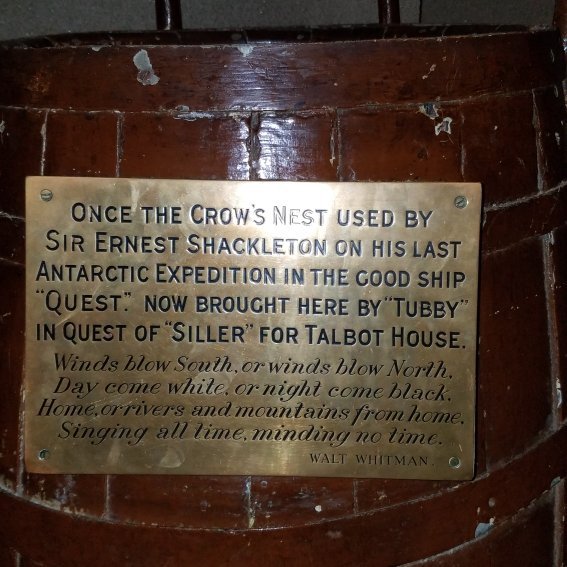 ONCE THE CROW'S NEST USED BY
SIR ERNEST SHACKLETON ON HIS LAST
ANTARCTIC EXPEDITION IN THE GOOD SHIP
"QUEST". NOW BROUGHT HERE BY "TUBBY"
IN QUEST OF "SILLER" FOR TALBOT HOUSE.
Winds blow South, or winds blow North,
Day come white, or night come black,
Home, or rivers and mountains from home,
Singing all time, minding no time.
WALT WHITMAN.